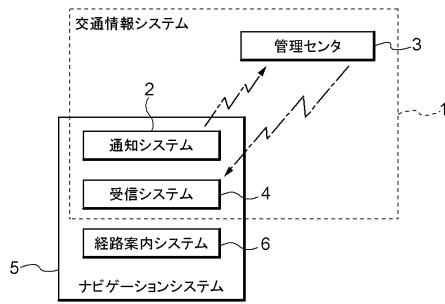 交通情報システム
管理センタ
3
1
2
通知システム
受信システム
4
経路案内システム
6
5
ナビゲーションシステム